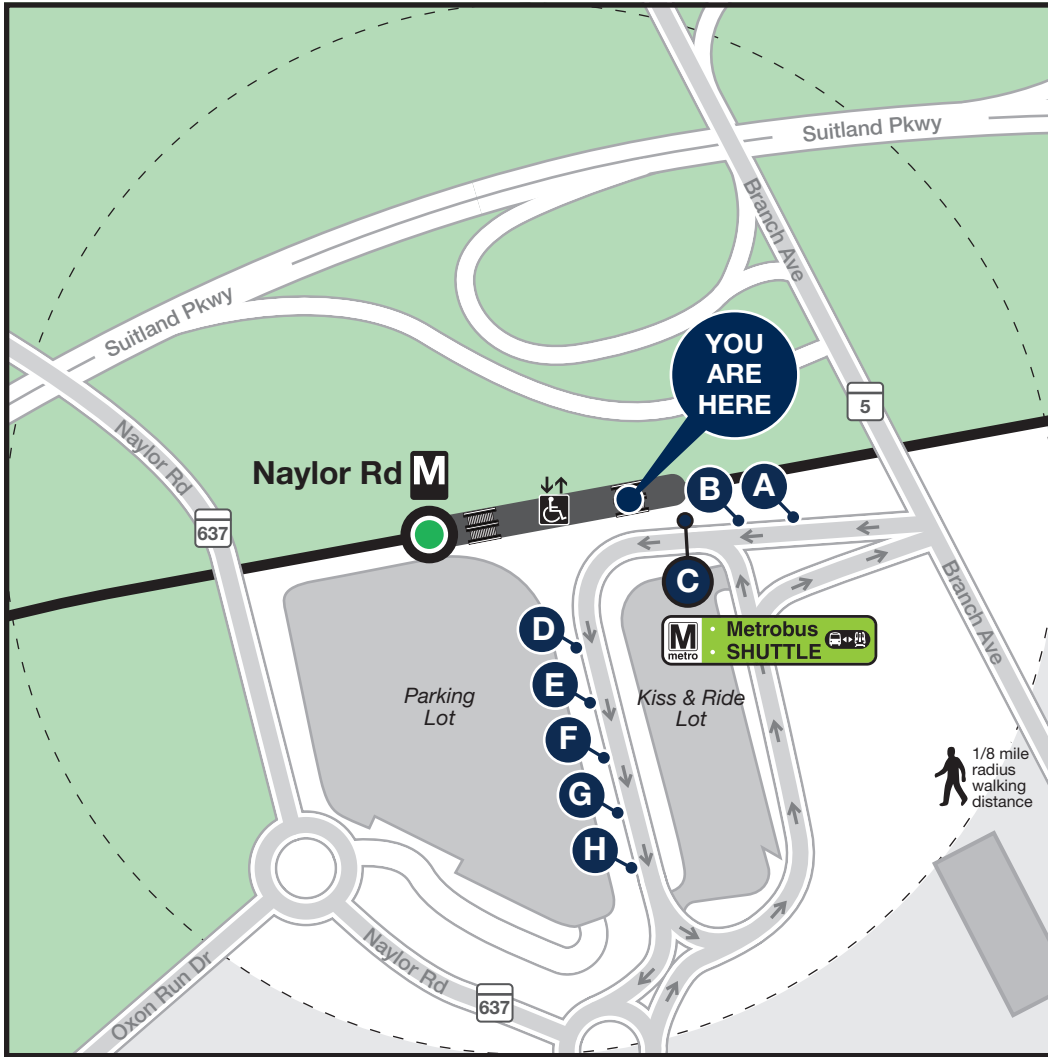 Suitland Pkwy
Branch Ave
Suitland Pkwy
YOU
ARE
HERE
5
Naylor Rd
637
Naylor Rd M
B
A
C
M
metro
• Metrobus
• SHUTTLE
D
E
F
G
H
Parking
Lot
Kiss & Ride
Lot
Branch Ave
1/8 mile
radius
walking
distance
Naylor Rd
637
Oxon Run Dr